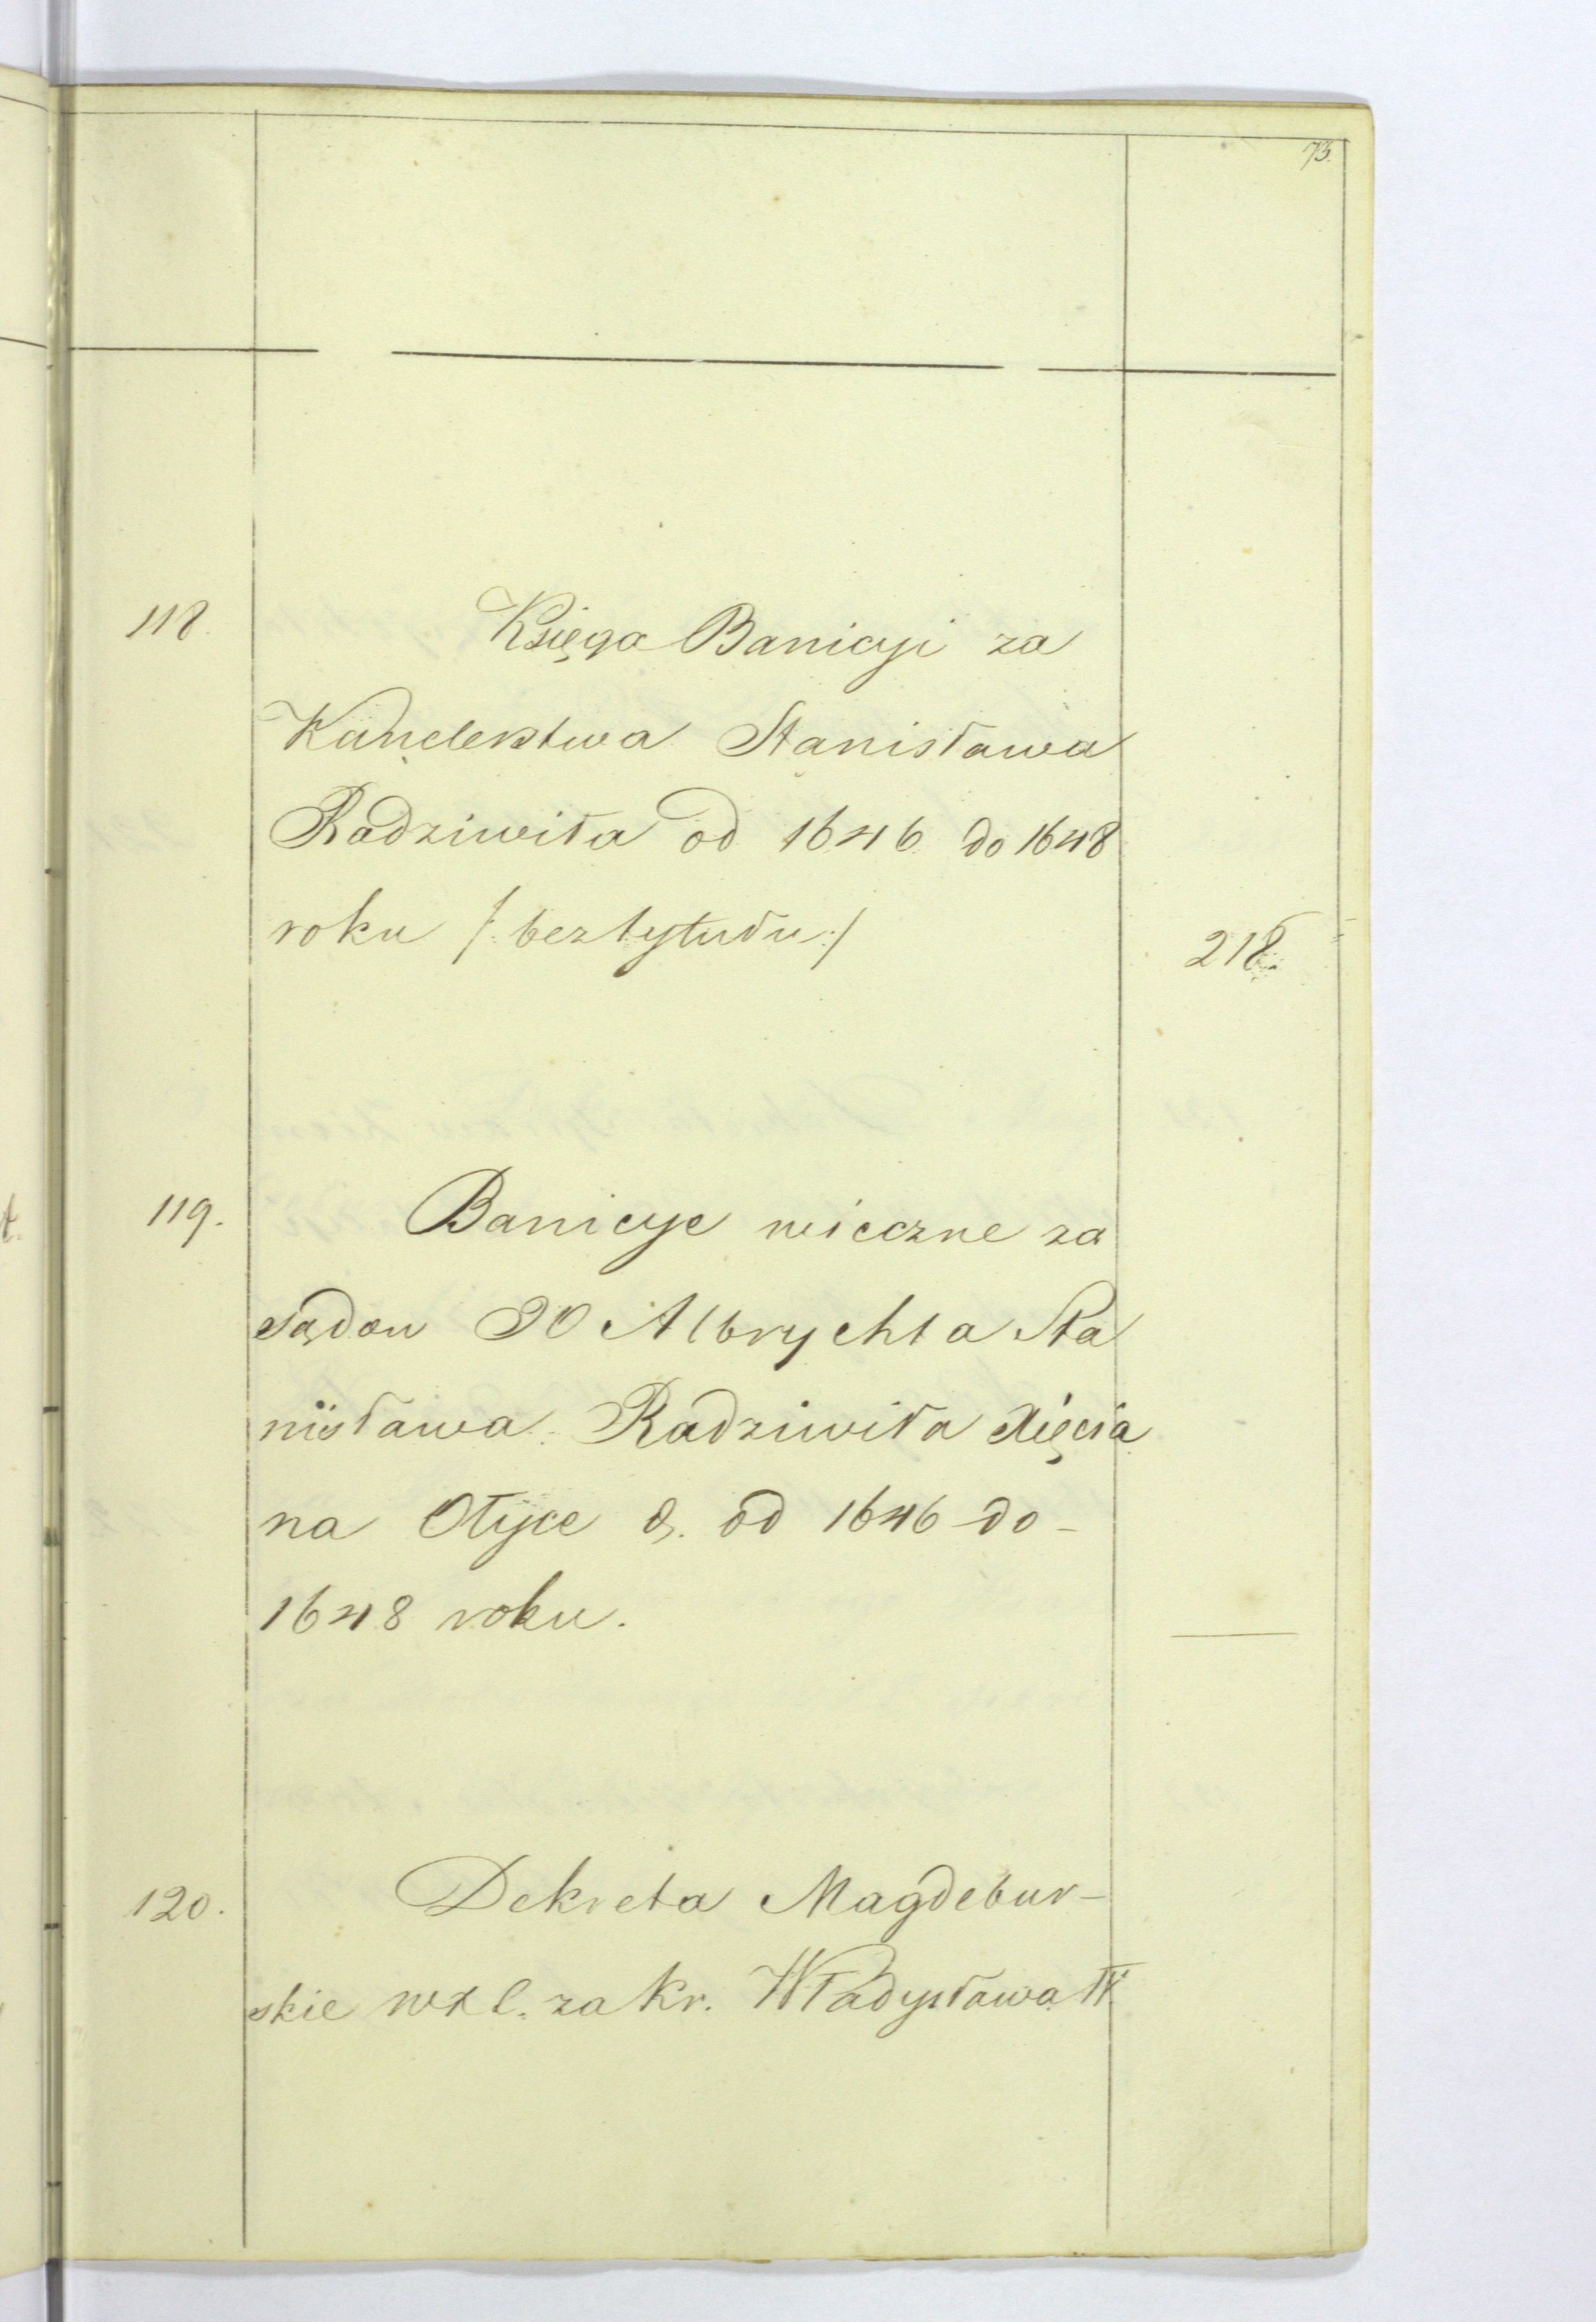 73.
118. Księga Banicyi za
Kanclerstwa Stanisława
Radziwiła od 1646 do 1648
roku /: bez tytułu :/ 218
119. Banicye wieczne za
sądow JO Albrychta Sta
nisława Radziwiła Xięcia
na Ołyce &. od 1646 do -
1648 roku. —
120. Dekreta Magdebur-
skie WXL. za Kr. Władysława IV.